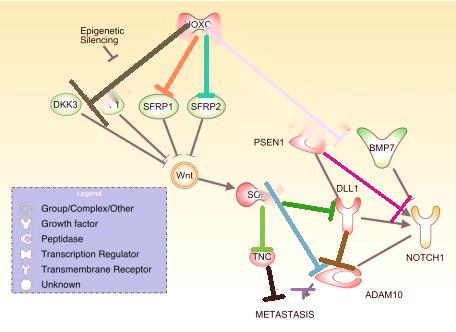 Epigenetic
Silencing
DKK3
SFRP1
SFRP2
PSEN1
BMP7
Wnt
DLL1
NOTCH1
TNC
ADAM10
METASTASIS
Legend
Group/Complex/Other
Growth factor
Peptidase
Transcription Regulator
Transmembrane Receptor
Unknown